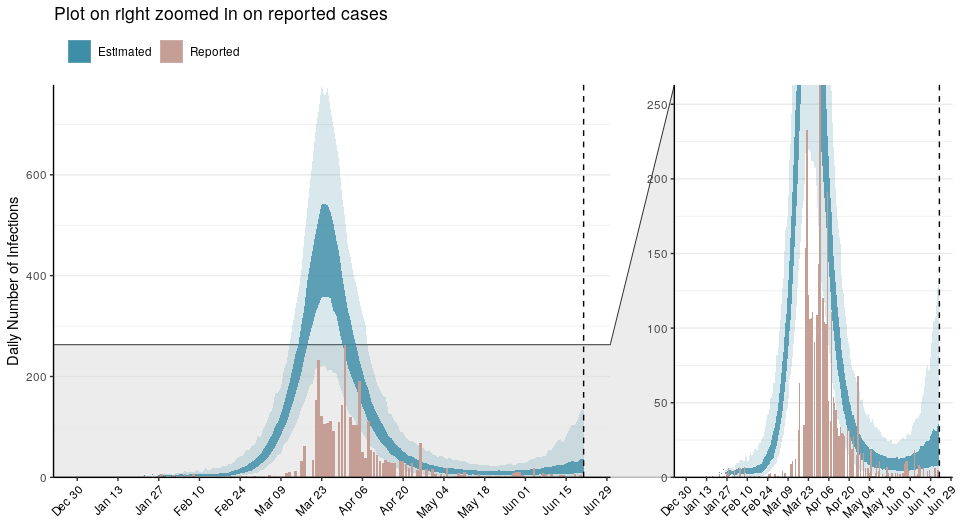 Plot on right zoomed in on reported cases
Estimated Reported
Daily Number of Infections
600
400
200
0
Dec 30 Jan 13 Jan 27 Feb 10 Feb 24 Mar 09 Mar 23 Apr 06 Apr 20 May 04 May 18 Jun 01 Jun 15 Jun 29
250
200
150
100
50
0
Dec 30 Jan 13 Jan 27 Feb 10 Feb 24 Mar 09 Mar 23 Apr 06 Apr 20 May 04 May 18 Jun 01 Jun 15 Jun 29